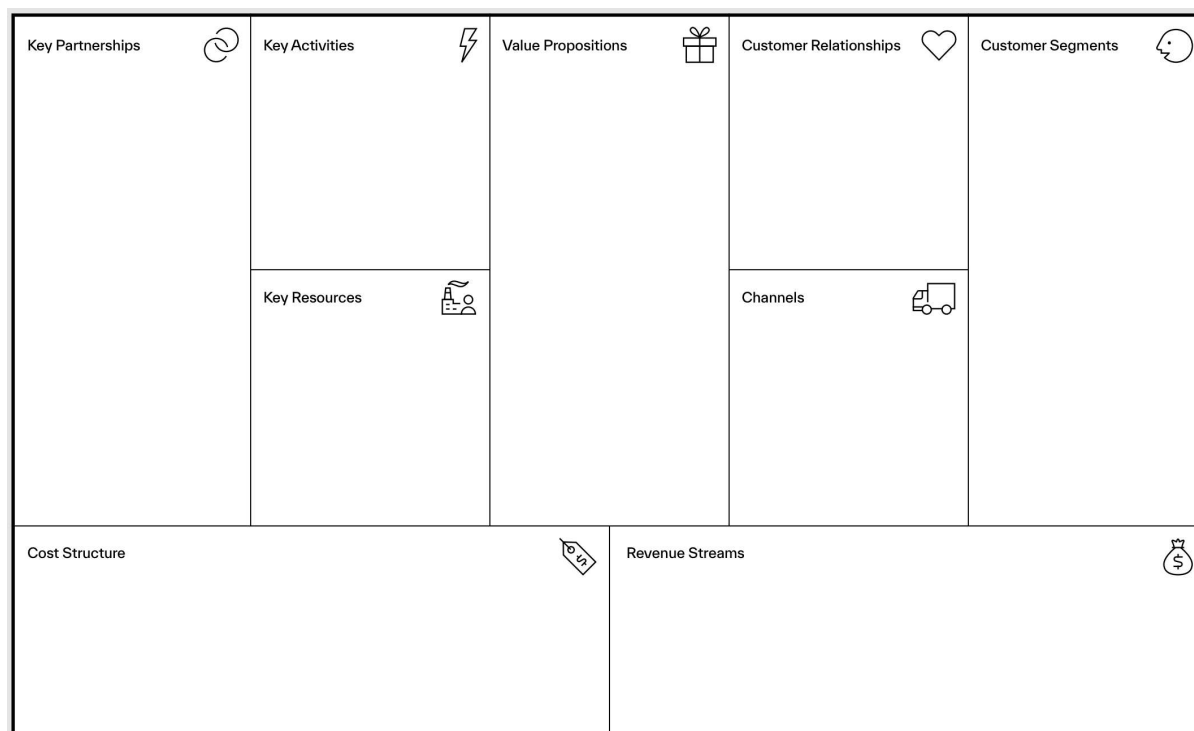 Key Partnerships
Key Activities
Value Propositions
Customer Relationships
Customer Segments
Key Resources
Channels
Cost Structure
$
Revenue Streams
$